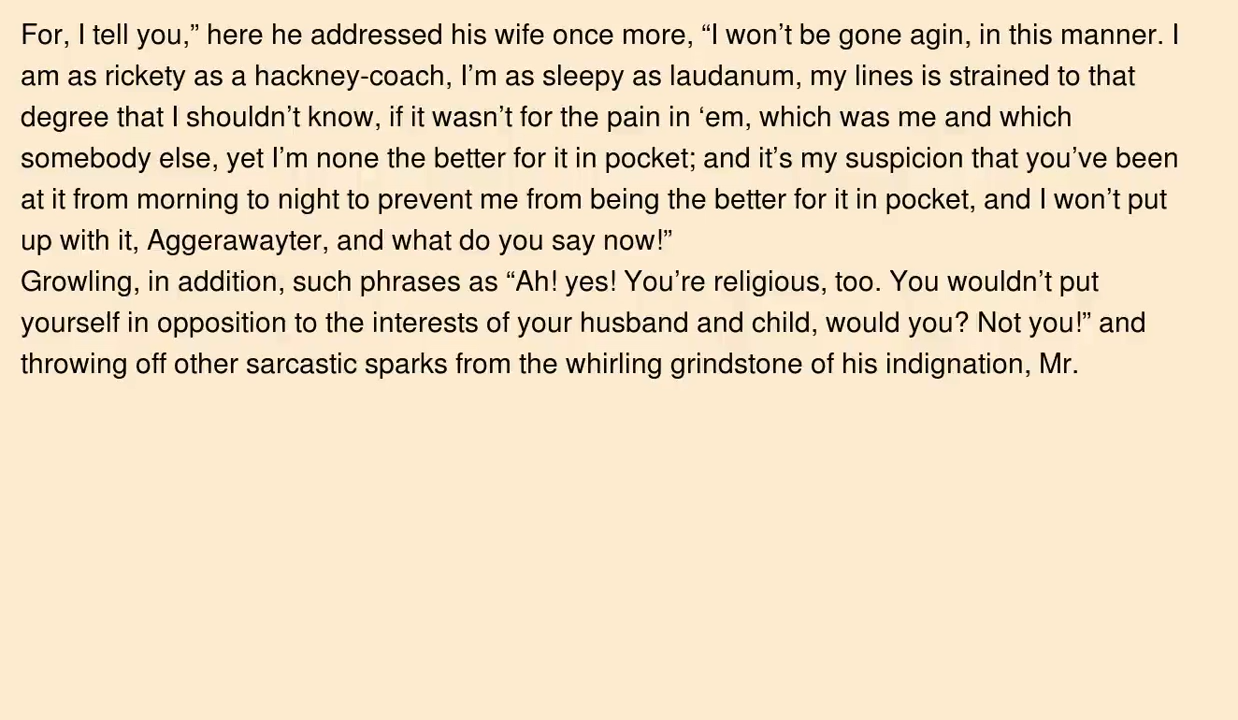 For, I tell you,” here he addressed his wife once more, “I won’t be gone agin, in this manner. I
am as rickety as a hackney-coach, I’m as sleepy as laudanum, my lines is strained to that
degree that I shouldn’t know, if it wasn’t for the pain in ‘em, which was me and which
somebody else, yet I’m none the better for it in pocket; and it’s my suspicion that you’ve been
at it from morning to night to prevent me from being the better for it in pocket, and I won’t put
up with it, Aggerawayter, and what do you say now!”
Growling, in addition, such phrases as “Ah! yes! You’re religious, too. You wouldn’t put
yourself in opposition to the interests of your husband and child, would you? Not you!” and
throwing off other sarcastic sparks from the whirling grindstone of his indignation, Mr.